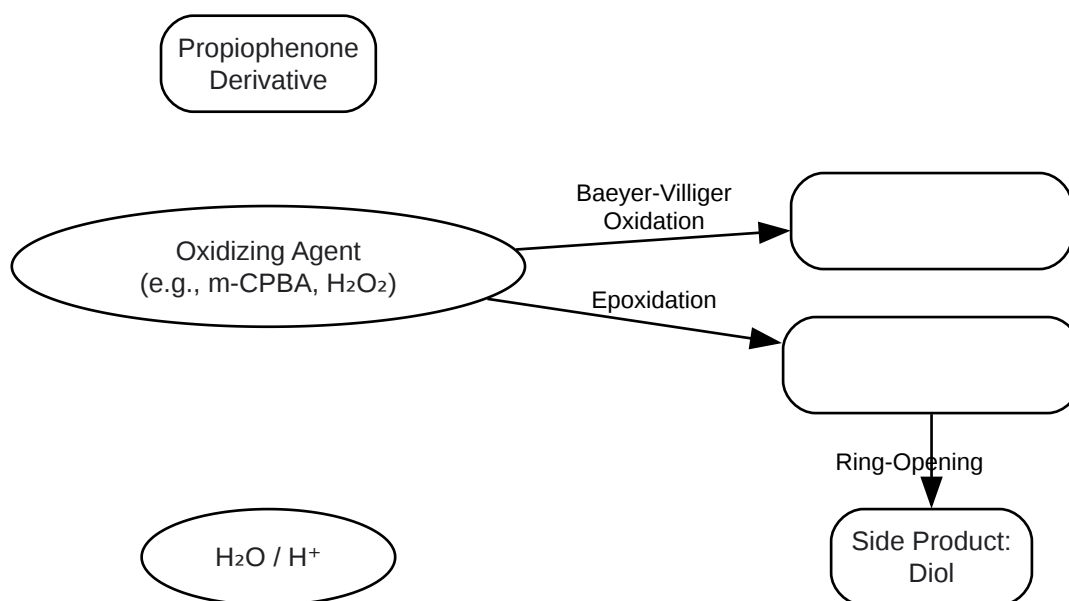 Propiophenone
Derivative
Baeyer-Villiger
Oxidation
Oxidizing Agent
(e.g., m-CPBA, H₂O₂)
Epoxidation
Ring-Opening
H₂O / H⁺
Side Product:
Diol